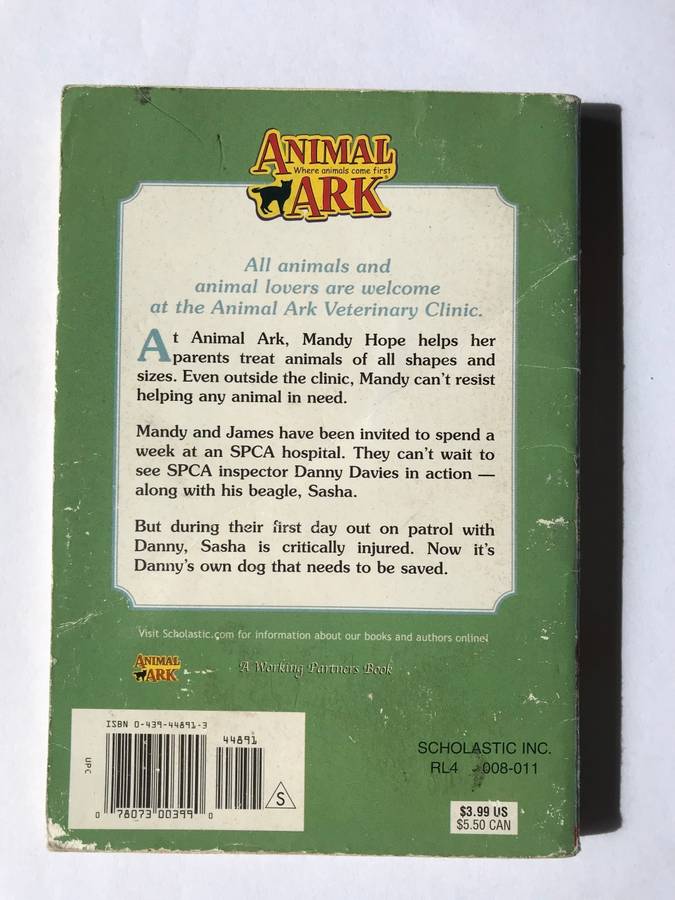 ANIMAL
Where animals come first
ARK
All animals and
animal lovers are welcome
at the Animal Ark Veterinary Clinic.
At Animal Ark, Mandy Hope helps her
parents treat animals of all shapes and
sizes. Even outside the clinic, Mandy can't resist
helping any animal in need.
Mandy and James have been invited to spend a
week at an SPCA hospital. They can't wait to
see SPCA inspector Danny Davies in action —
along with his beagle, Sasha.
But during their first day out on patrol with
Danny, Sasha is critically injured. Now it's
Danny's own dog that needs to be saved.
Visit Scholastic.com for information about our books and authors online!
ANIMAL
ARK
A Working Partners Book
ISBN 0-439-44891-3
44891
UPC
S
0 78073 00399 0
SCHOLASTIC INC.
RL4 008-011
$3.99 US
$5.50 CAN